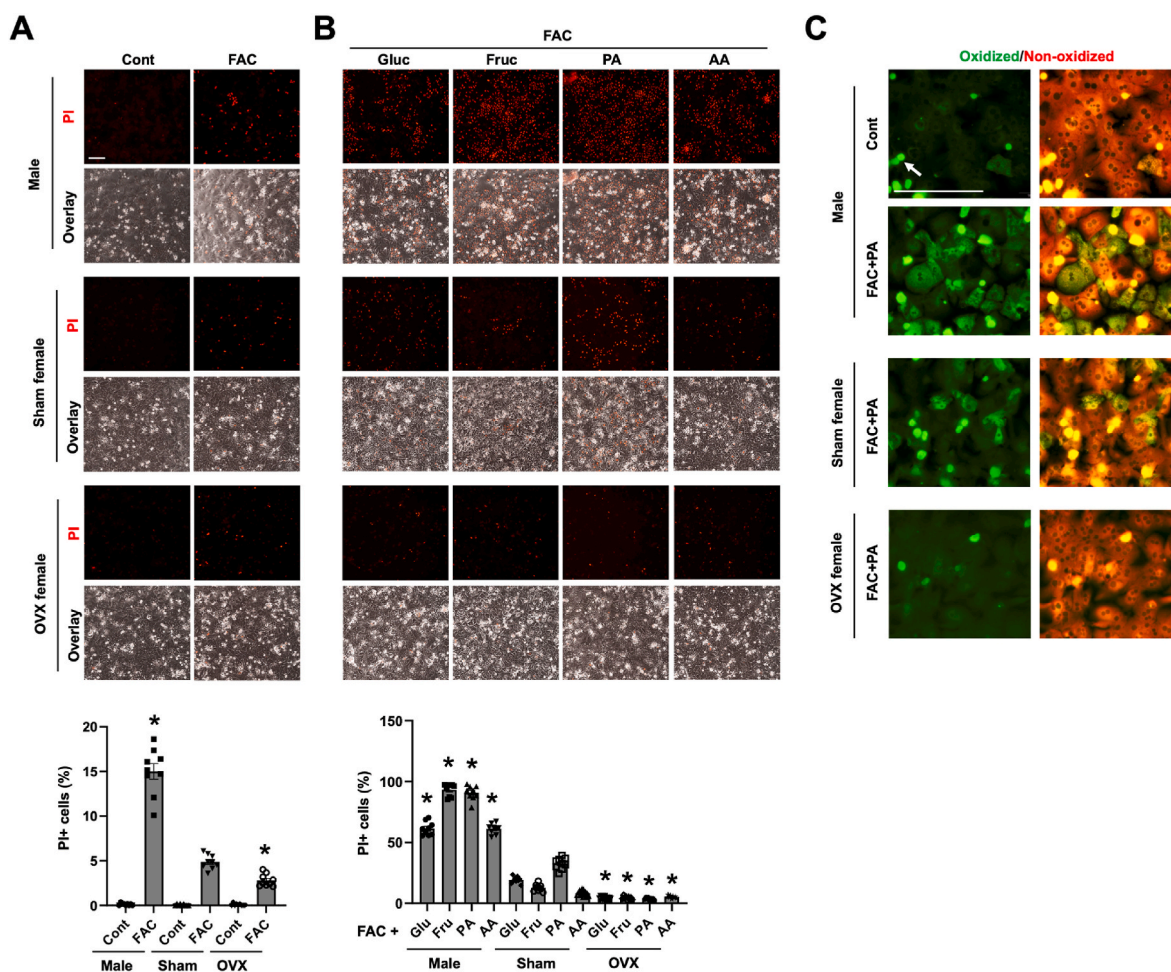 A
Cont FAC
Male
PI
Overlay
Sham female
PI
Overlay
OVX female
PI
Overlay
PI+ cells (%)
20
15
10
5
0
*
*
Cont FAC Cont FAC Cont FAC
Male Sham OVX
B
FAC
Gluc Fruc PA AA
PI+ cells (%)
150
100
50
0
* * * *
* * * *
FAC +
Glu Fru PA AA Glu Fru PA AA Glu Fru PA AA
Male Sham OVX
C
Oxidized/Non-oxidized
Male
Cont
FAC+PA
Sham female
FAC+PA
OVX female
FAC+PA